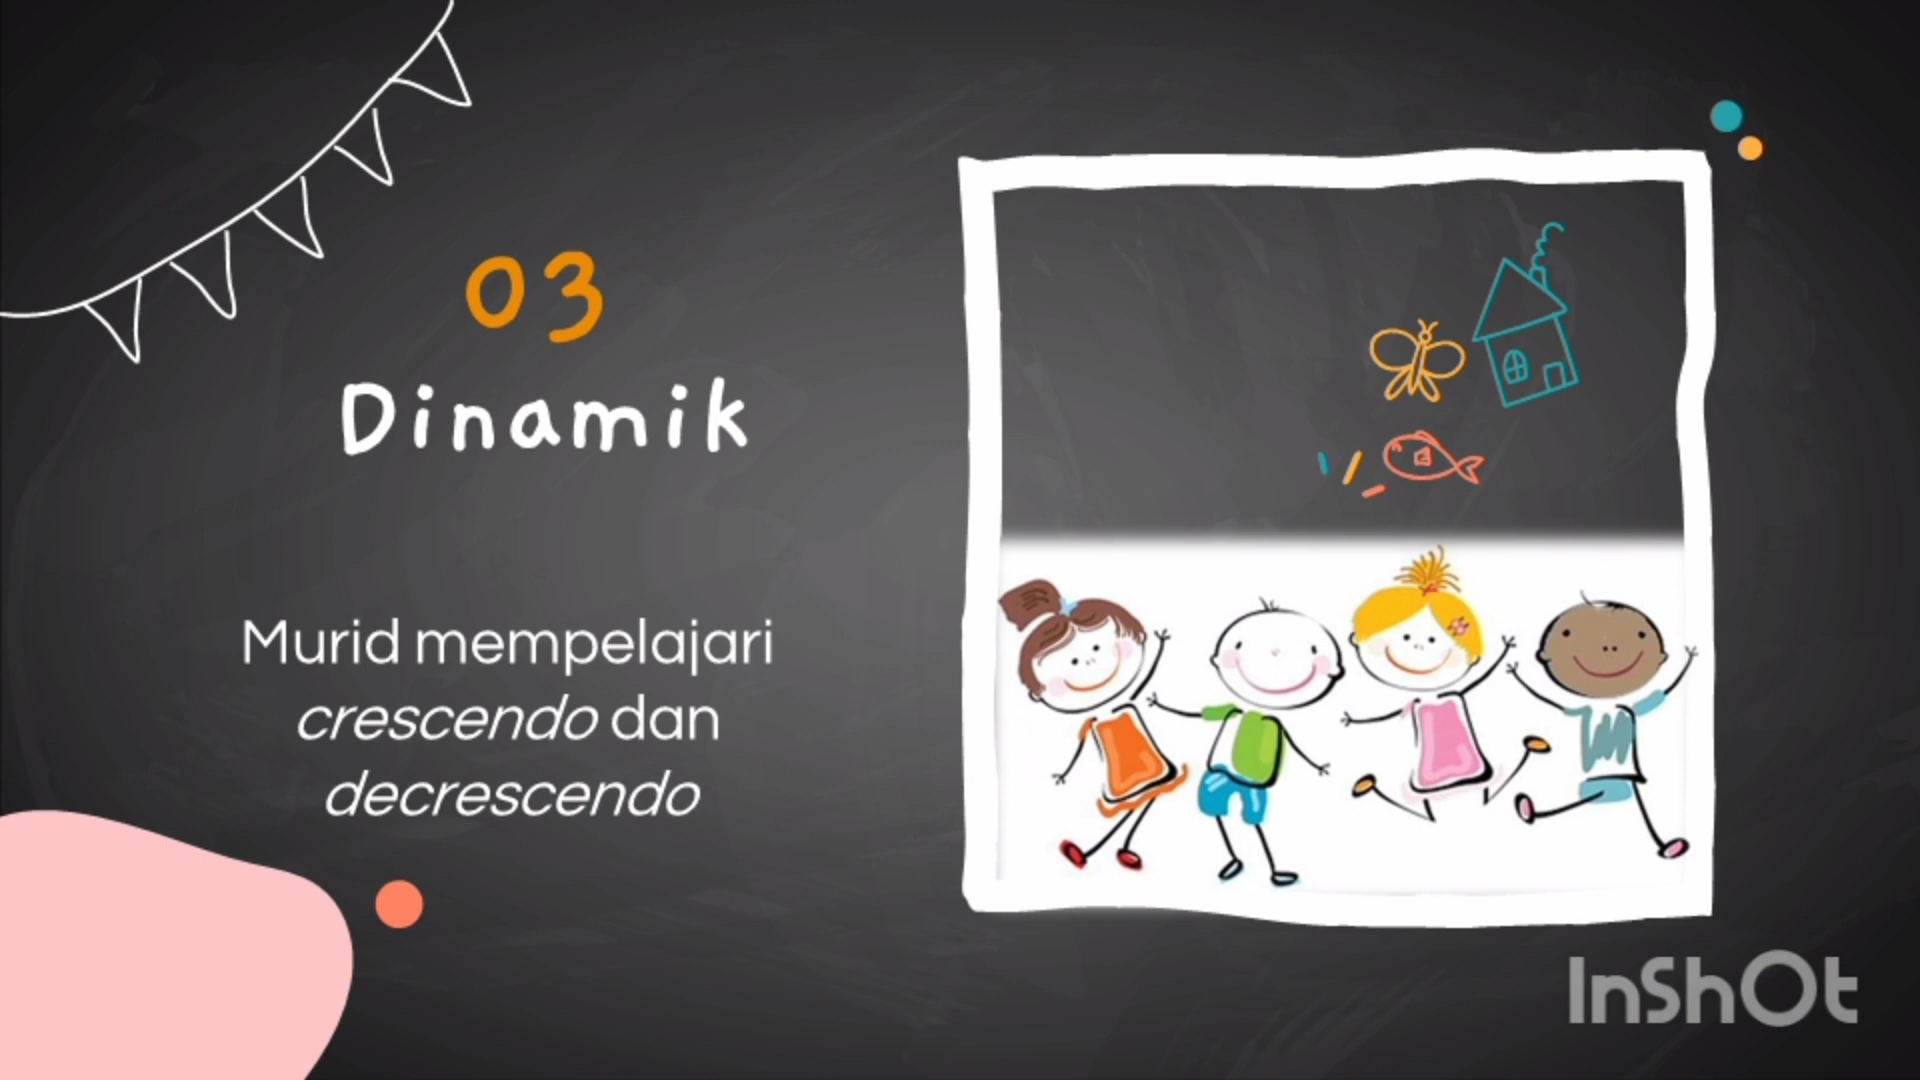 03
Dinamik
Murid mempelajari
crescendo dan
decrescendo
InShOt